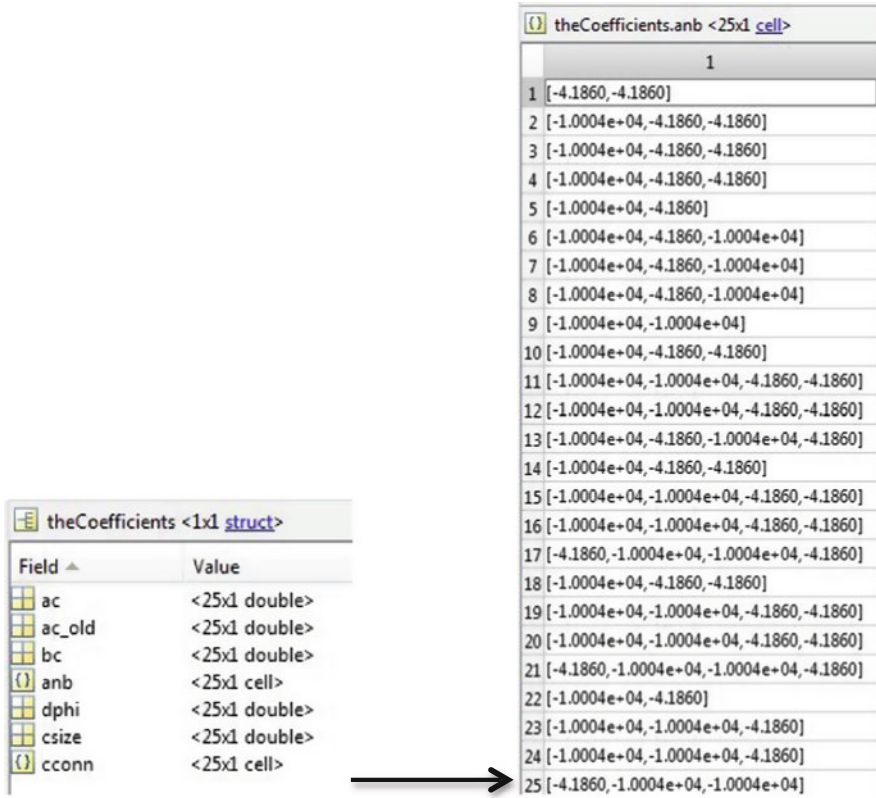 theCoefficients <1x1 struct>
Field Value
ac <25x1 double>
ac_old <25x1 double>
bc <25x1 double>
{} anb <25x1 cell>
dphi <25x1 double>
csize <25x1 double>
{} cconn <25x1 cell>
{} theCoefficients.anb <25x1 cell>
1
1 [-4.1860,-4.1860]
2 [-1.0004e+04,-4.1860,-4.1860]
3 [-1.0004e+04,-4.1860,-4.1860]
4 [-1.0004e+04,-4.1860,-4.1860]
5 [-1.0004e+04,-4.1860]
6 [-1.0004e+04,-4.1860,-1.0004e+04]
7 [-1.0004e+04,-4.1860,-1.0004e+04]
8 [-1.0004e+04,-4.1860,-1.0004e+04]
9 [-1.0004e+04,-1.0004e+04]
10 [-1.0004e+04,-4.1860,-4.1860]
11 [-1.0004e+04,-1.0004e+04,-4.1860,-4.1860]
12 [-1.0004e+04,-1.0004e+04,-4.1860,-4.1860]
13 [-1.0004e+04,-4.1860,-1.0004e+04,-4.1860]
14 [-1.0004e+04,-4.1860,-4.1860]
15 [-1.0004e+04,-1.0004e+04,-4.1860,-4.1860]
16 [-1.0004e+04,-1.0004e+04,-4.1860,-4.1860]
17 [-4.1860,-1.0004e+04,-1.0004e+04,-4.1860]
18 [-1.0004e+04,-4.1860,-4.1860]
19 [-1.0004e+04,-1.0004e+04,-4.1860,-4.1860]
20 [-1.0004e+04,-1.0004e+04,-4.1860,-4.1860]
21 [-4.1860,-1.0004e+04,-1.0004e+04,-4.1860]
22 [-1.0004e+04,-4.1860]
23 [-1.0004e+04,-1.0004e+04,-4.1860]
24 [-1.0004e+04,-1.0004e+04,-4.1860]
25 [-4.1860,-1.0004e+04,-1.0004e+04]